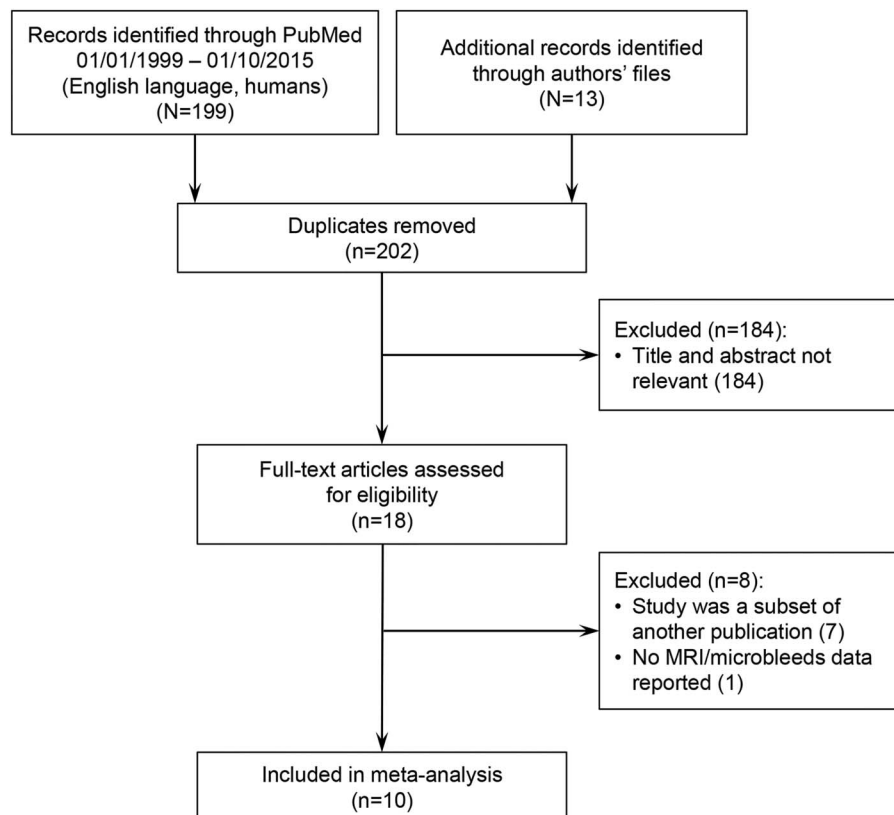 Records identified through PubMed
01/01/1999 – 01/10/2015
(English language, humans)
(N=199)
Additional records identified
through authors' files
(N=13)
Duplicates removed
(n=202)
Excluded (n=184):
• Title and abstract not
relevant (184)
Full-text articles assessed
for eligibility
(n=18)
Excluded (n=8):
• Study was a subset of
another publication (7)
• No MRI/microbleeds data
reported (1)
Included in meta-analysis
(n=10)